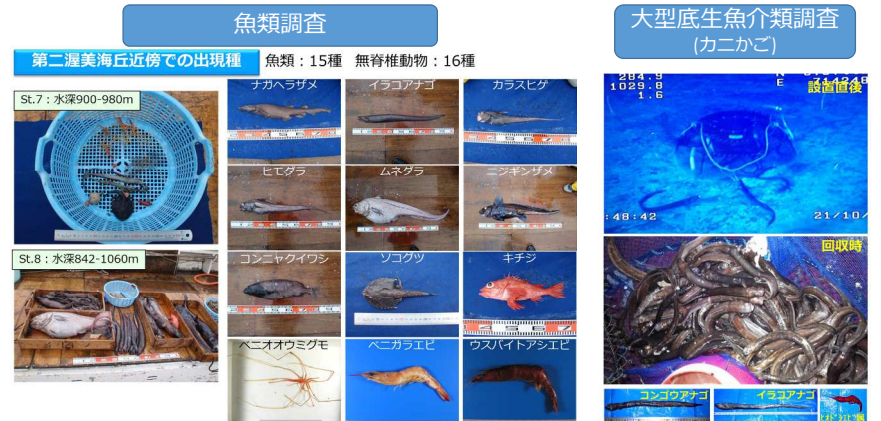 魚類調査
大型底生魚介類調査
(カニかご)
第二渥美海丘近傍での出現種
魚類：15種 無脊椎動物：16種
St.7：水深900-980m
ナガヘラザメ
イラコアナゴ
カラスヒゲ
ヒモダラ
ムネダラ
ニジギンザメ
St.8：水深842-1060m
コンニャクイワシ
ソコグツ
キチジ
ベニオオウミグモ
ベニガラエビ
ウスバイトアシエビ
284.9
1029.8
1.6
設置直後
:48:42
21/10/
回収時
コンゴウアナゴ
イラコアナゴ